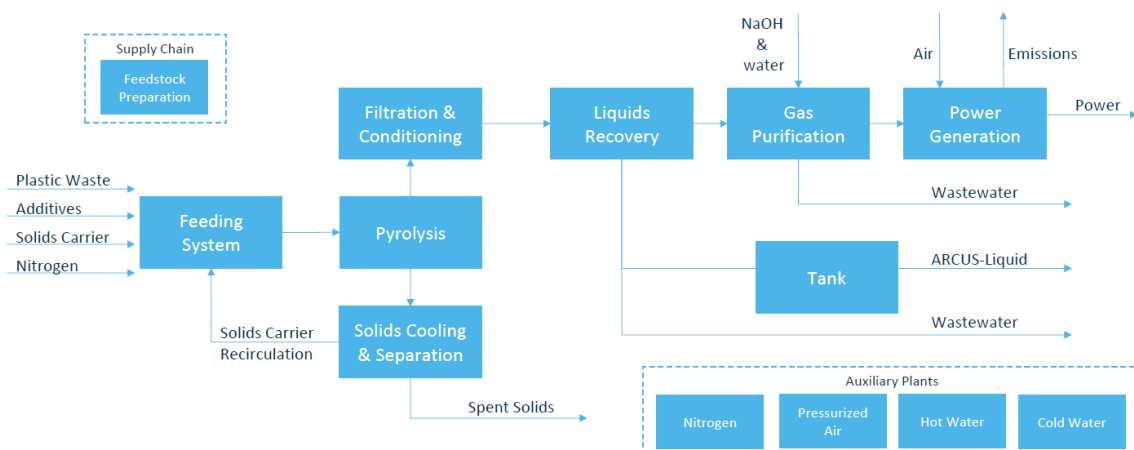 Supply Chain
Feedstock
Preparation
NaOH
&
water
Air
Emissions
Filtration &
Conditioning
Liquids
Recovery
Gas
Purification
Power
Generation
Power
Plastic Waste
Additives
Solids Carrier
Nitrogen
Feeding
System
Pyrolysis
Wastewater
Tank
ARCUS-Liquid
Wastewater
Solids Carrier
Recirculation
Solids Cooling
& Separation
Spent Solids
Auxiliary Plants
Nitrogen
Pressurized
Air
Hot Water
Cold Water